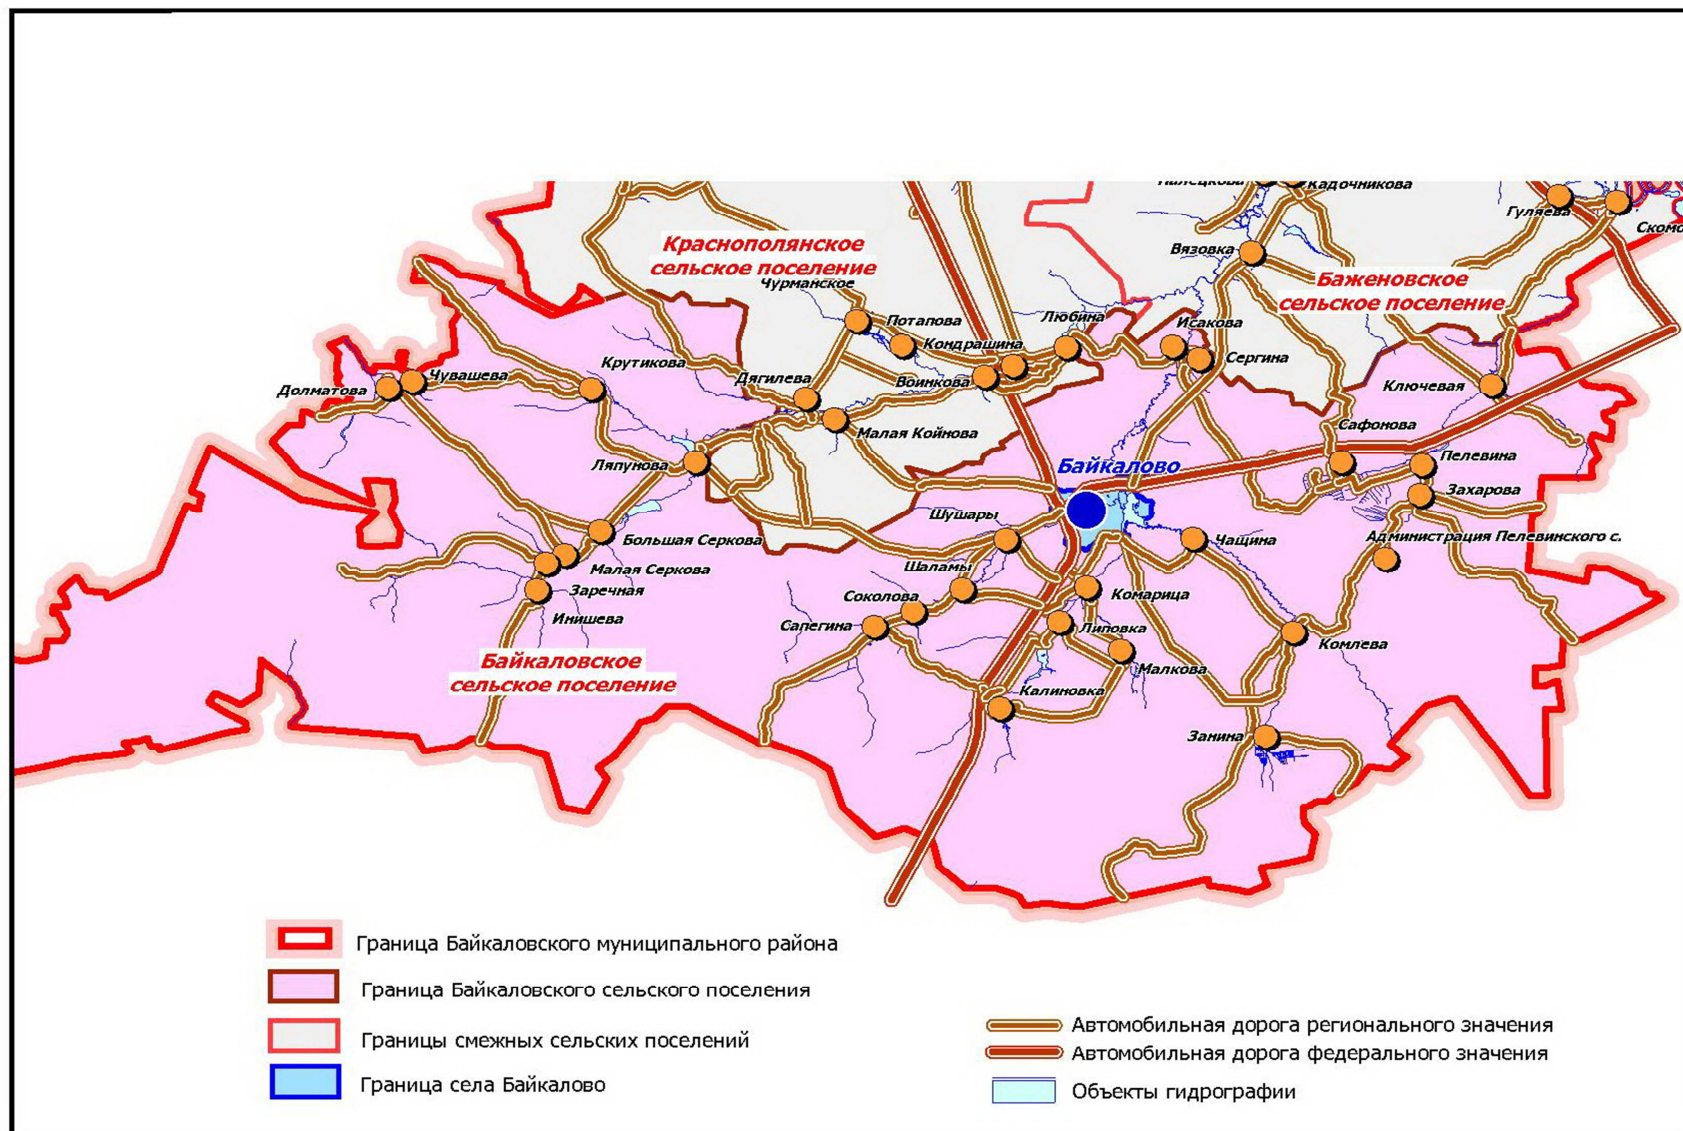 Палецкова
Кадочникова
Гуляева
Скомо
Вязовка
Краснополянское
сельское поселение
Чурманское
Баженовское
сельское поселение
Потапова
Любина
Исакова
Кондрашина
Сергина
Крутикова
Дягилева
Воинкова
Ключевая
Долматова
Чувашева
Малая Койнова
Сафонова
Ляпунова
Байкалово
Пелевина
Захарова
Шушары
Большая Серкова
Чащина
Администрация Пелевинского с.
Малая Серкова
Шаламы
Заречная
Соколова
Комарица
Инишева
Сапегина
Липовка
Комлева
Байкаловское
сельское поселение
Малкова
Калиновка
Занина
Граница Байкаловского муниципального района
Граница Байкаловского сельского поселения
Границы смежных сельских поселений
Граница села Байкалово
Автомобильная дорога регионального значения
Автомобильная дорога федерального значения
Объекты гидрографии